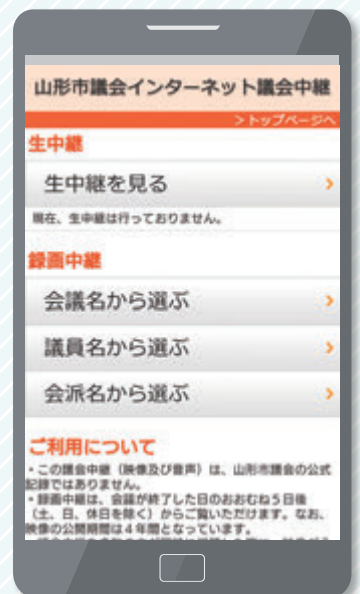 山形市議会インターネット議会中継
＞トップページへ
生中継
生中継を見る
現在、生中継は行っておりません。
録画中継
会議名から選ぶ
議員名から選ぶ
会派名から選ぶ
ご利用について
・この議会中継（映像及び音声）は、山形市議会の公式
記録ではありません。
・録画中継は、会議が終了した日のおおむね５日後
（土、日、休日を除く）からご覧いただけます。なお、
映像の公開期間は４年間となっています。